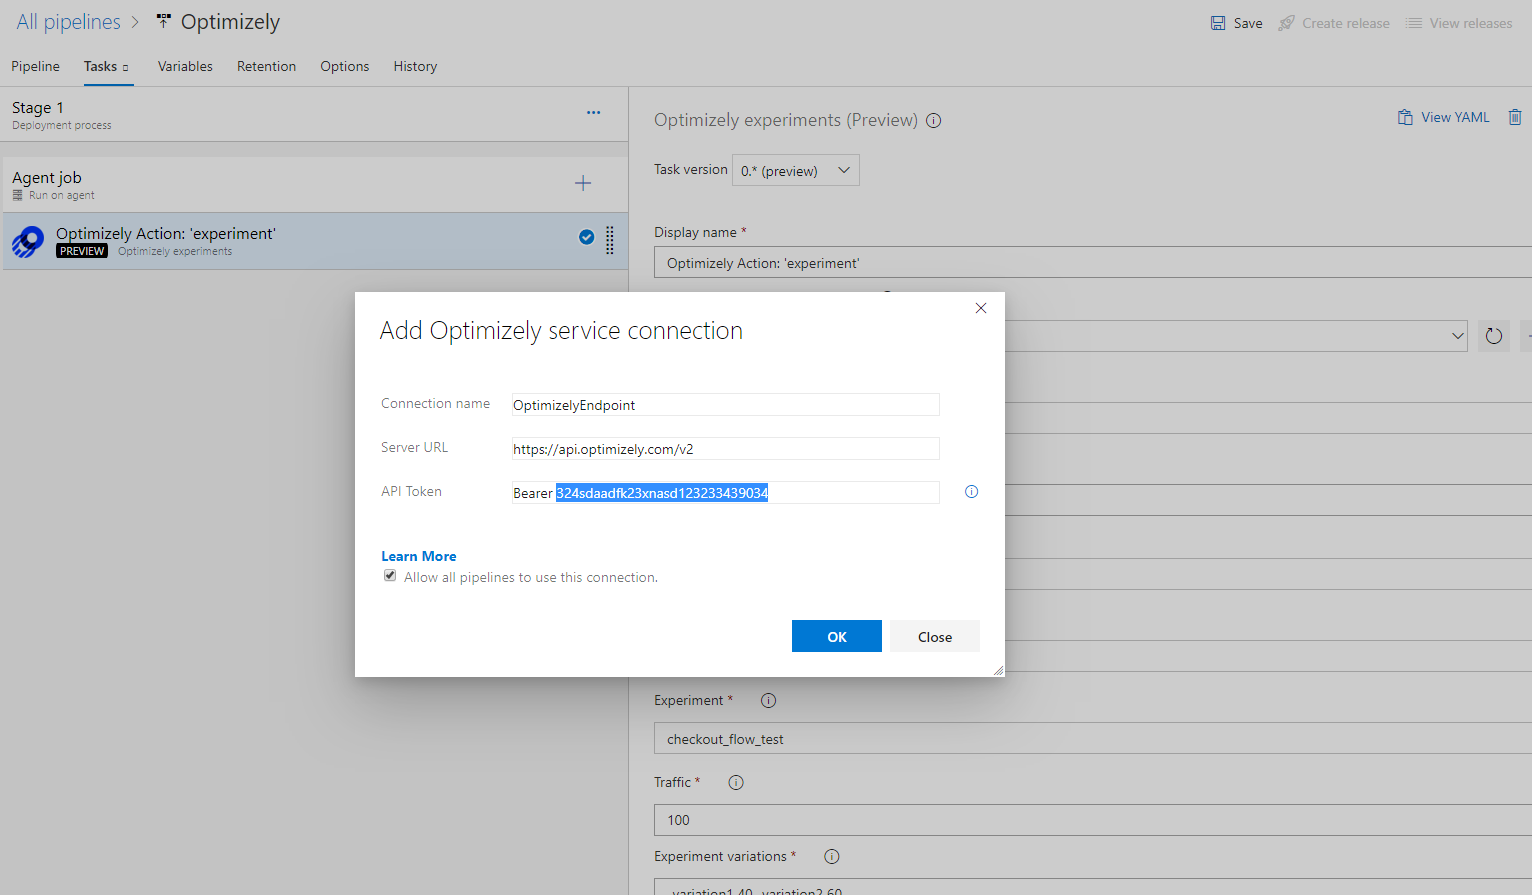 All pipelines > Optimizely
Save Create release View releases
Pipeline Tasks Variables Retention Options History
Stage 1
Deployment process
Agent job
Run on agent
Optimizely Action: 'experiment'
PREVIEW Optimizely experiments
Optimizely experiments (Preview)
View YAML
Task version 0.* (preview)
Display name *
Optimizely Action: 'experiment'
Add Optimizely service connection
Connection name OptimizelyEndpoint
Server URL https://api.optimizely.com/v2
API Token Bearer 324sdaadfk23xnasd123233439034
Learn More
Allow all pipelines to use this connection.
OK Close
Experiment *
checkout_flow_test
Traffic *
100
Experiment variations *